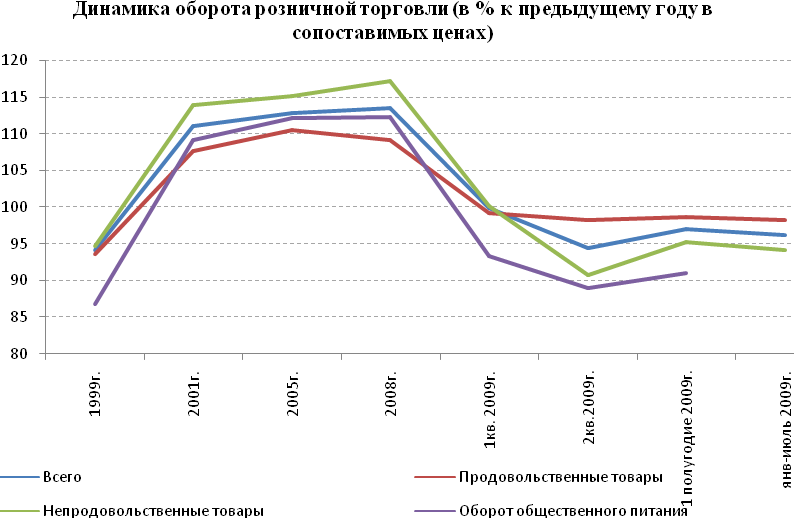 Динамика оборота розничной торговли (в % к предыдущему году в
сопоставимых ценах)
120
115
110
105
100
95
90
85
80
1999г.
2001г.
2005г.
2008г.
1кв. 2009г.
2кв.2009г.
1 полугодие 2009г.
янв-июль 2009г.
Всего
Продовольственные товары
Непродовольственные товары
Оборот общественного питания